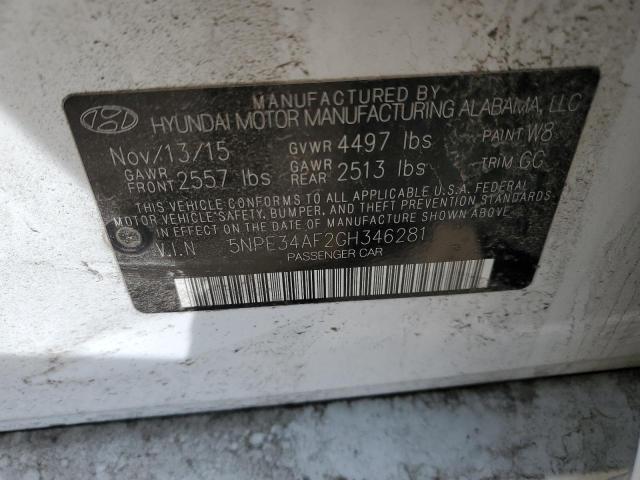 MANUFACTURED BY
HYUNDAI MOTOR MANUFACTURING ALABAMA, LLC
Nov/13/15 GVWR 4497 lbs PAINT W8
GAWR FRONT 2557 lbs GAWR REAR 2513 lbs TRIM GC
THIS VEHICLE CONFORMS TO ALL APPLICABLE U.S.A. FEDERAL
MOTOR VEHICLE SAFETY, BUMPER, AND THEFT PREVENTION
STANDARDS IN EFFECT ON THE DATE OF MANUFACTURE SHOWN ABOVE.
V.I.N 5NPE34AF2GH346281
PASSENGER CAR